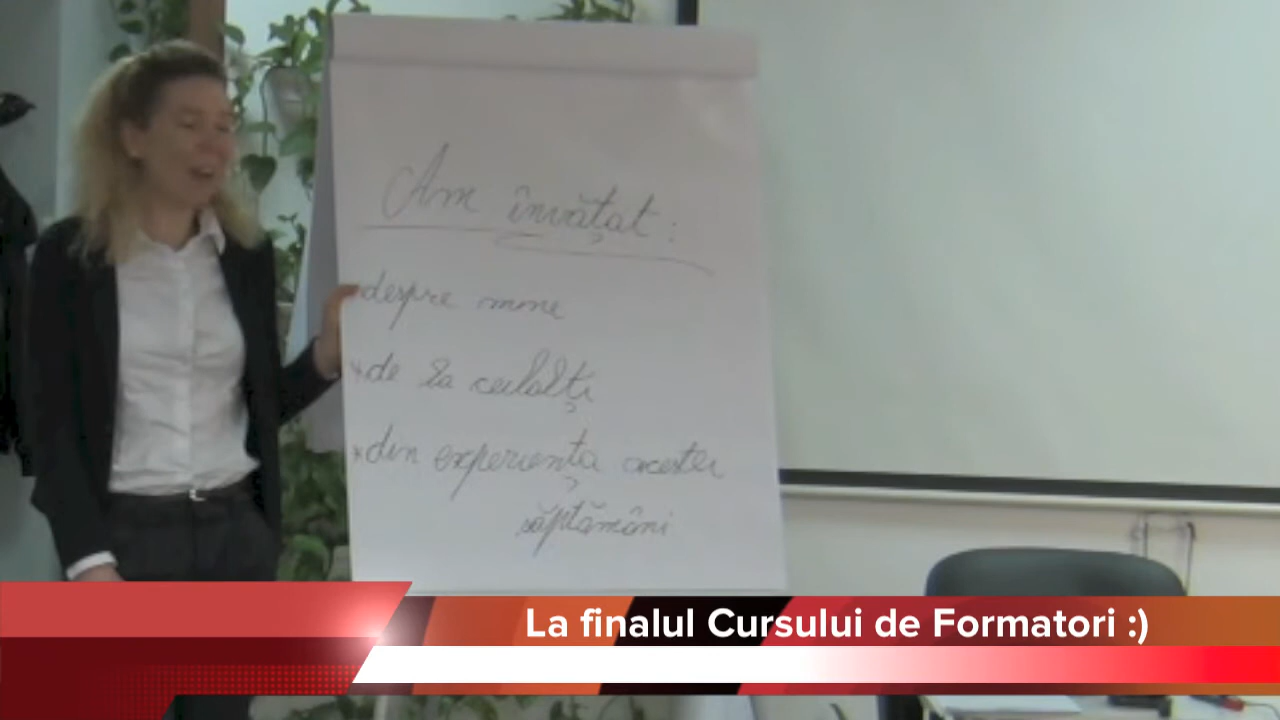 Am învățat:
*despre mine
*de la ceilalți
*din experiența acestei
săptămâni
La finalul Cursului de Formatori :)